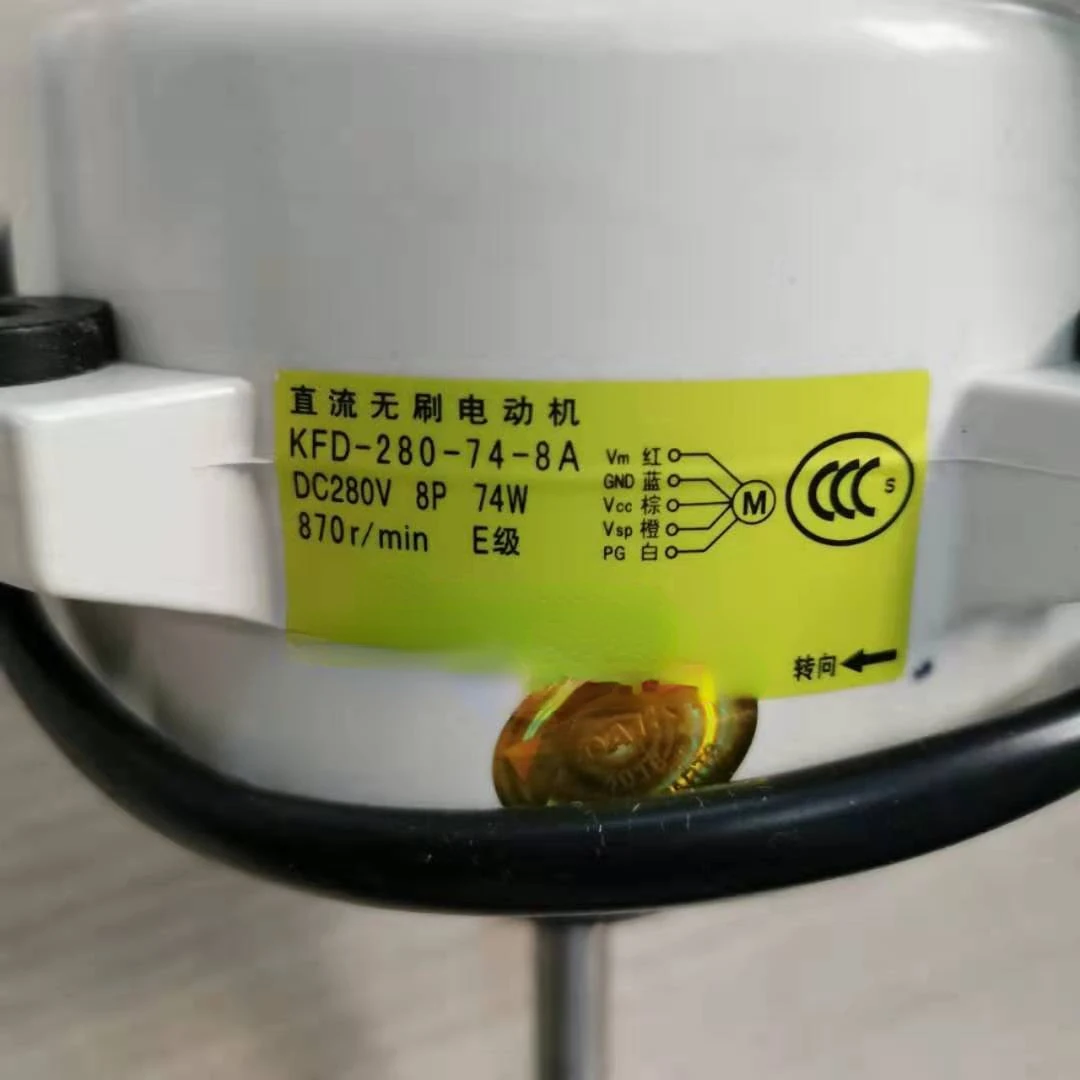 直流无刷电动机
KFD-280-74-8A
DC280V 8P 74W
870r/min E级
Vm 红
GND 蓝
Vcc 棕
Vsp 橙
PG 白
M
CCC S
转向
2018